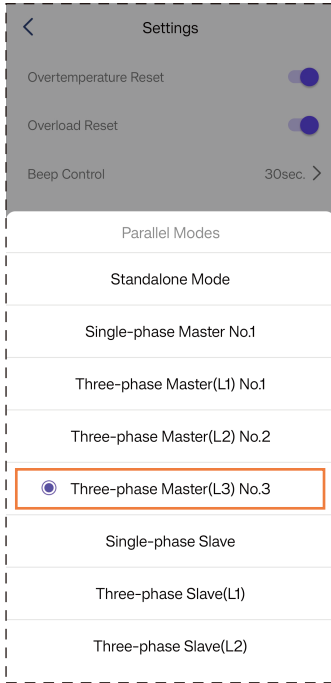 Settings
Overtemperature Reset
Overload Reset
Beep Control 30sec.
Parallel Modes
Standalone Mode
Single-phase Master No.1
Three-phase Master(L1) No.1
Three-phase Master(L2) No.2
Three-phase Master(L3) No.3
Single-phase Slave
Three-phase Slave(L1)
Three-phase Slave(L2)